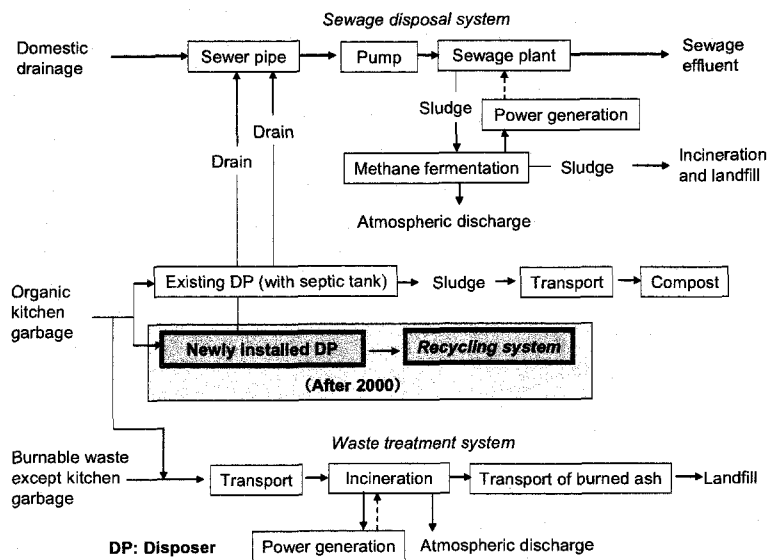 Sewage disposal system
Domestic
drainage
Sewer pipe
Pump
Sewage plant
Sewage
effluent
Sludge
Power generation
Drain
Drain
Methane fermentation
Sludge
Incineration
and landfill
Atmospheric discharge
Organic
kitchen
garbage
Existing DP (with septic tank)
Sludge
Transport
Compost
Newly installed DP
Recycling system
(After 2000)
Waste treatment system
Burnable waste
except kitchen
garbage
Transport
Incineration
Transport of burned ash
Landfill
DP: Disposer
Power generation
Atmospheric discharge